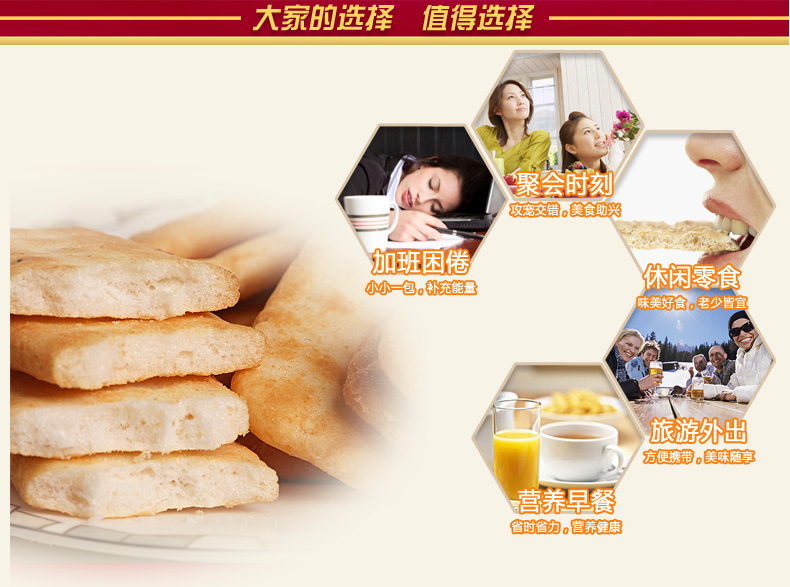 大家的选择 值得选择
聚会时刻
攻宠交错，美食助兴
加班困倦
小小一包，补充能量
休闲零食
味美好食，老少皆宜
旅游外出
方便携带，美味随享
营养早餐
省时省力，营养健康